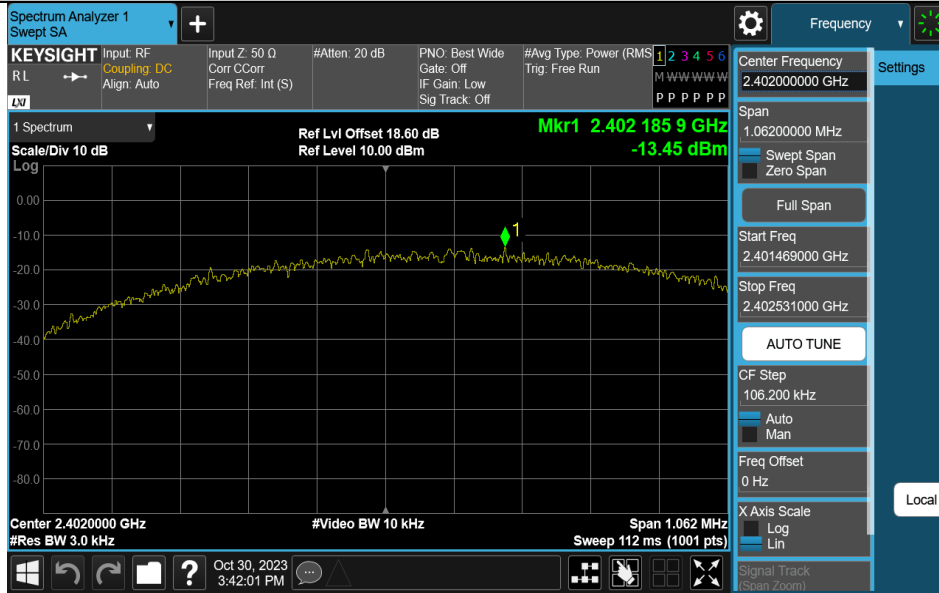 Spectrum Analyzer 1
Swept SA
+
Frequency
KEYSIGHT
R L
LXI
Input: RF
Coupling: DC
Align: Auto
Input Z: 50 Ω
Corr CCorr
Freq Ref: Int (S)
#Atten: 20 dB
PNO: Best Wide
Gate: Off
IF Gain: Low
Sig Track: Off
#Avg Type: Power (RMS
Trig: Free Run
1 2 3 4 5 6
M W W W W W
P P P P P P
1 Spectrum
Scale/Div 10 dB
Log
Ref Lvl Offset 18.60 dB
Ref Level 10.00 dBm
Mkr1 2.402 185 9 GHz
-13.45 dBm
1
0.00
-10.0
-20.0
-30.0
-40.0
-50.0
-60.0
-70.0
-80.0
Center 2.4020000 GHz
#Res BW 3.0 kHz
#Video BW 10 kHz
Span 1.062 MHz
Sweep 112 ms (1001 pts)
?
Oct 30, 2023
3:42:01 PM
Center Frequency
2.402000000 GHz
Span
1.06200000 MHz
Swept Span
Zero Span
Full Span
Start Freq
2.401469000 GHz
Stop Freq
2.402531000 GHz
AUTO TUNE
CF Step
106.200 kHz
Auto
Man
Freq Offset
0 Hz
X Axis Scale
Log
Lin
Signal Track
(Span Zoom)
Settings
Local